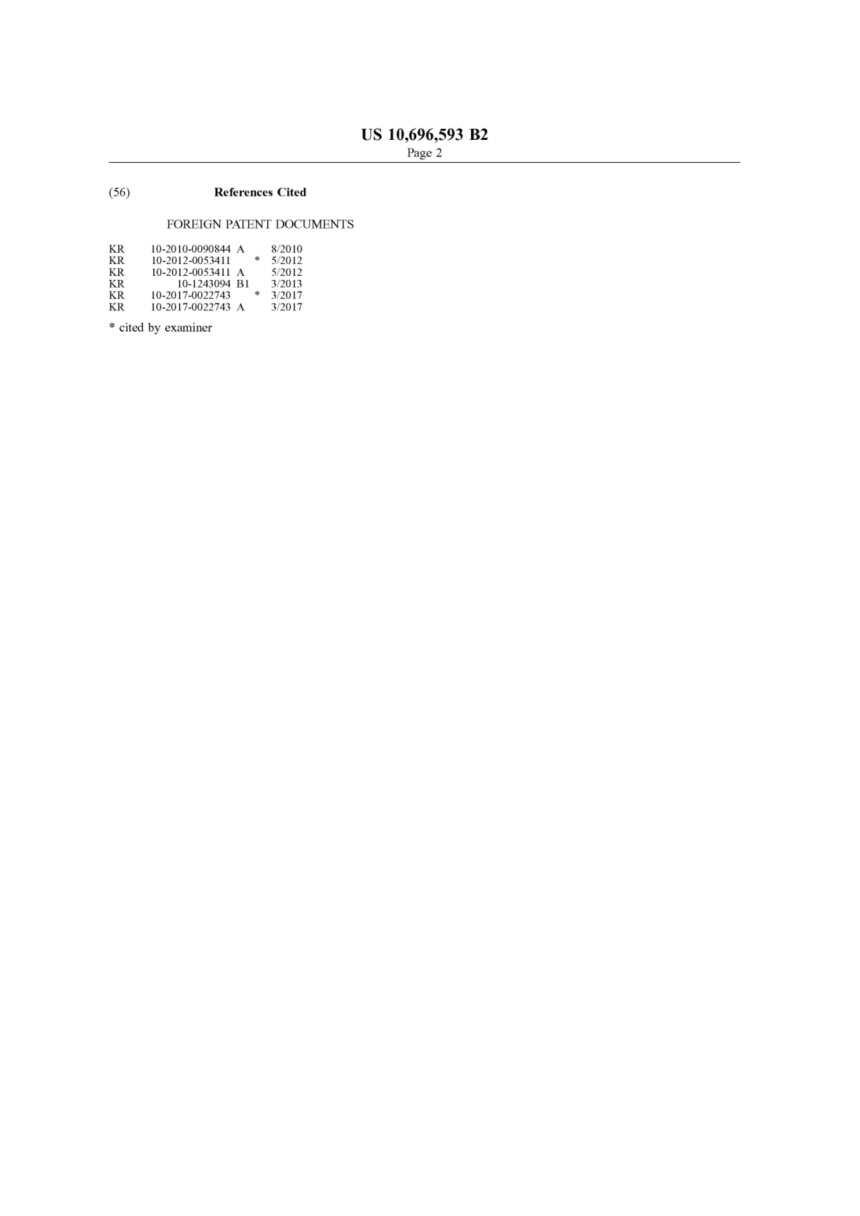 US 10,696,593 B2
Page 2
(56) References Cited
FOREIGN PATENT DOCUMENTS
KR 10-2010-0090844 A 8/2010
KR 10-2012-0053411 * 5/2012
KR 10-2012-0053411 A 5/2012
KR 10-1243094 B1 3/2013
KR 10-2017-0022743 * 3/2017
KR 10-2017-0022743 A 3/2017
* cited by examiner